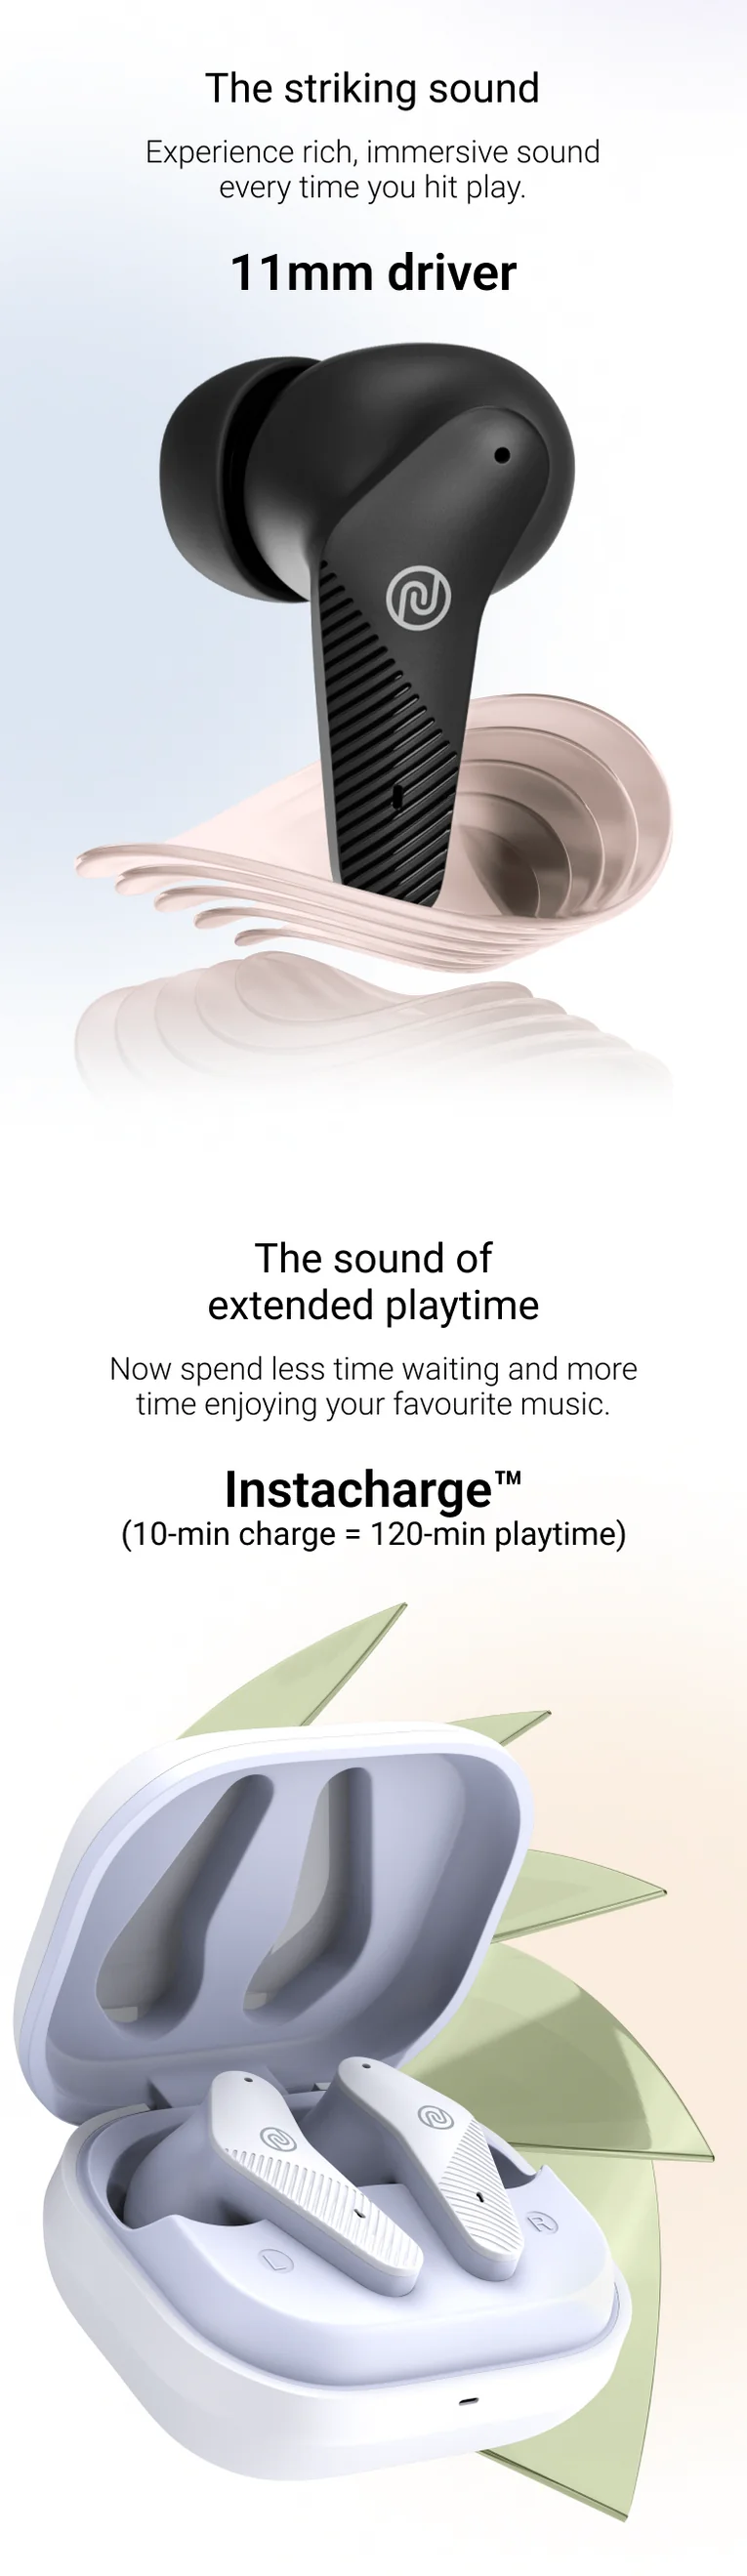 The striking sound
Experience rich, immersive sound
every time you hit play.
11mm driver
The sound of
extended playtime
Now spend less time waiting and more
time enjoying your favourite music.
Instacharge™
(10-min charge = 120-min playtime)
L
R